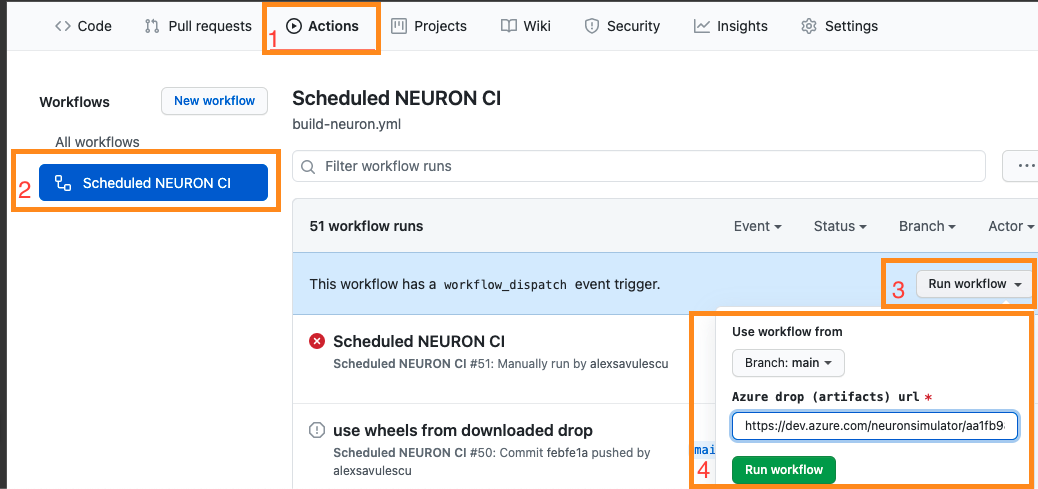 Code Pull requests Actions Projects Wiki Security Insights Settings
1
Workflows New workflow
All workflows
2 Scheduled NEURON CI
Scheduled NEURON CI
build-neuron.yml
Filter workflow runs
...
51 workflow runs Event Status Branch Actor
This workflow has a workflow_dispatch event trigger.
3 Run workflow
Scheduled NEURON CI
Scheduled NEURON CI #51: Manually run by alexsavulescu
use wheels from downloaded drop
Scheduled NEURON CI #50: Commit febfe1a pushed by
alexsavulescu
mai
4
Use workflow from
Branch: main
Azure drop (artifacts) url *
https://dev.azure.com/neuronsimulator/aa1fb9
Run workflow